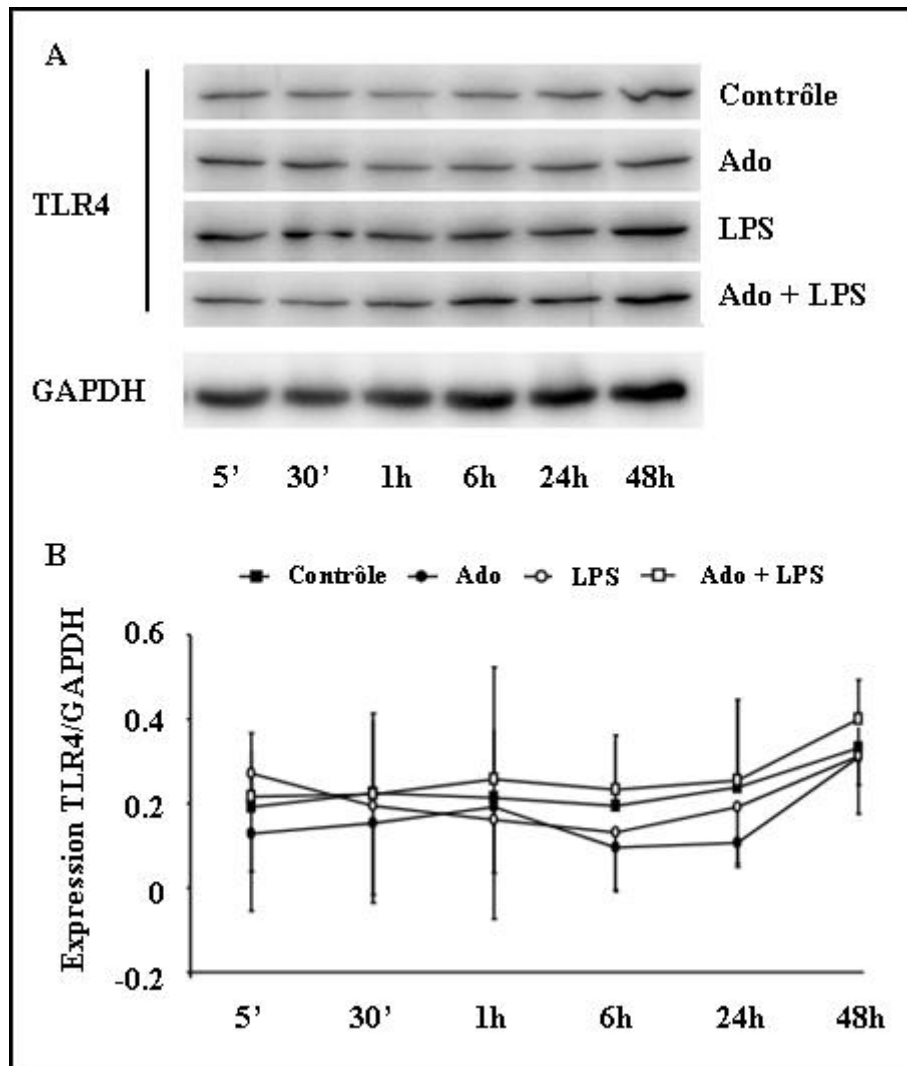 A
Contrôle
Ado
TLR4
LPS
Ado + LPS
GAPDH
5’ 30’ 1h 6h 24h 48h
B
Contrôle Ado LPS Ado + LPS
Expression TLR4/GAPDH
0.6
0.4
0.2
0
-0.2
5’ 30’ 1h 6h 24h 48h